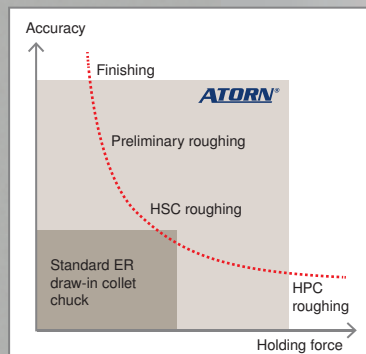 Accuracy
Finishing
ATORN®
Preliminary roughing
HSC roughing
Standard ER
draw-in collet
chuck
HPC
roughing
Holding force